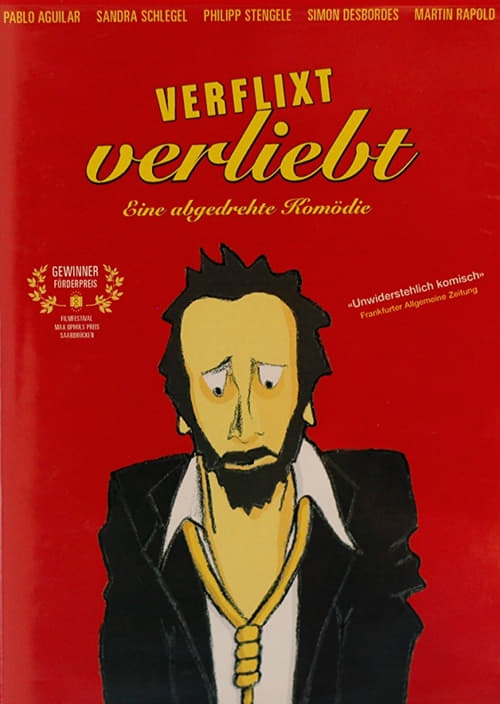 PABLO AGUILAR SANDRA SCHLEGEL PHILIPP STENGELE SIMON DESBORDES MARTIN RAPOLD
VERFLIXT
verliebt
Eine abgedrehte Komödie
GEWINNER
FÖRDERPREIS
FILMFESTIVAL
MAX OPHÜLS PREIS
SAARBRÜCKEN
»Unwiderstehlich komisch«
Frankfurter Allgemeine Zeitung